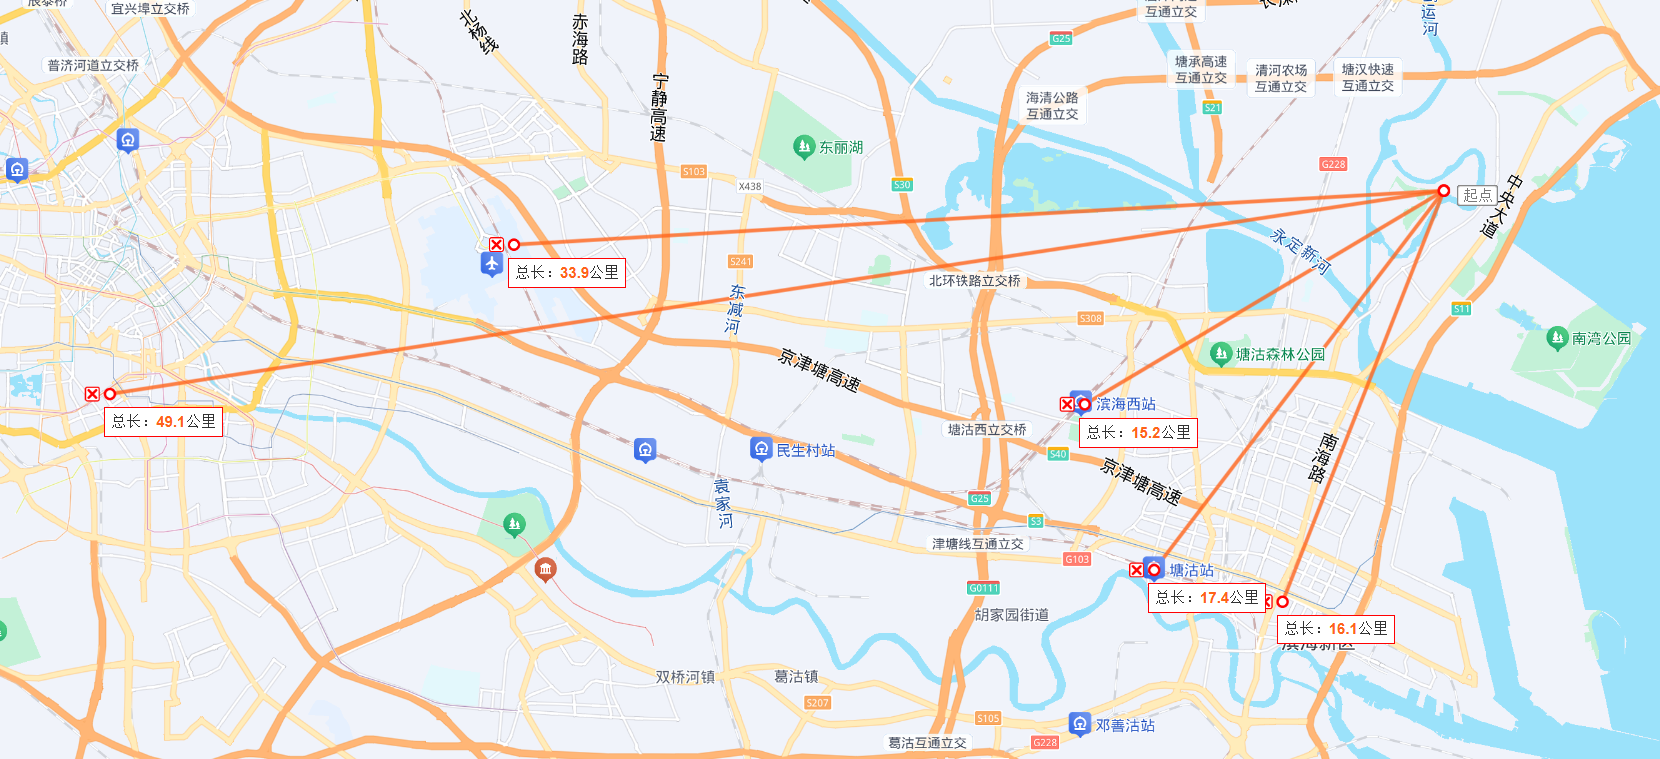 宜兴埠立交桥
普济河道立交桥
北杨线
赤海路
宁静高速
G25
互通立交
塘承高速
互通立交
清河农场
互通立交
塘汉快速
互通立交
海清公路
互通立交
S21
G228
东丽湖
S103
X438
S30
起点
中央大道
永定新河
总长：33.9公里
S241
东减河
北环铁路立交桥
S308
S11
南湾公园
塘沽森林公园
京津塘高速
总长：49.1公里
滨海西站
总长：15.2公里
塘沽西立交桥
S40
京津塘高速
南海路
民生村站
袁家河
G25
S3
津塘线互通立交
G103
塘沽站
总长：17.4公里
G0111
胡家园街道
总长：16.1公里
滨海新区
双桥河镇
葛沽镇
S207
S105
邓善沽站
葛沽互通立交
G228